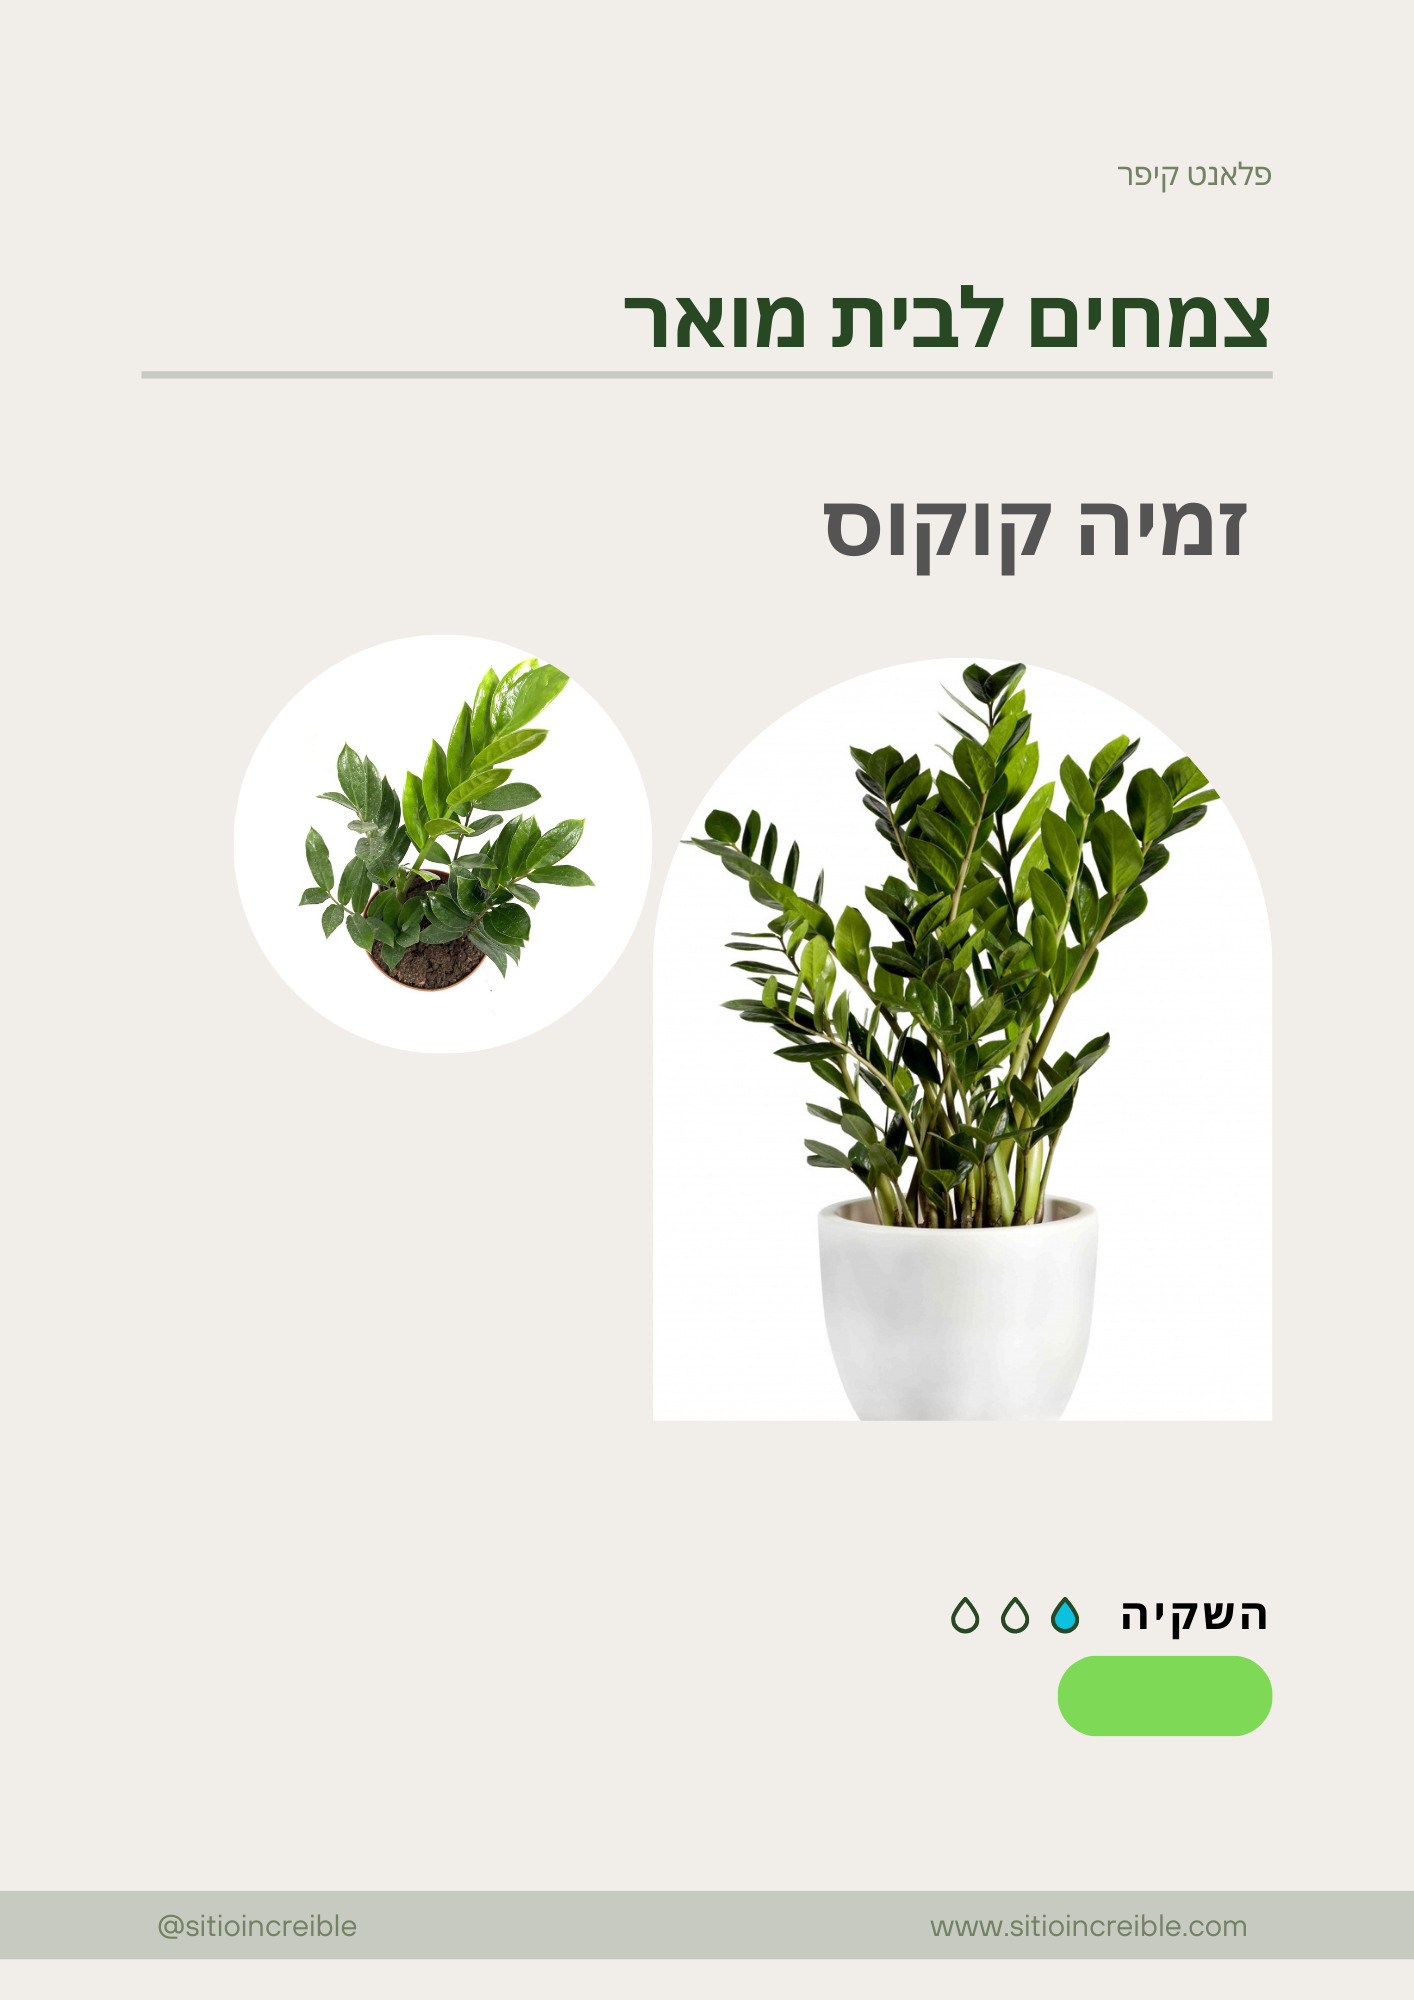 פלאנט קיפר
צמחים לבית מואר
זמיה קוקוס
השקיה
@sitioincreible
www.sitioincreible.com